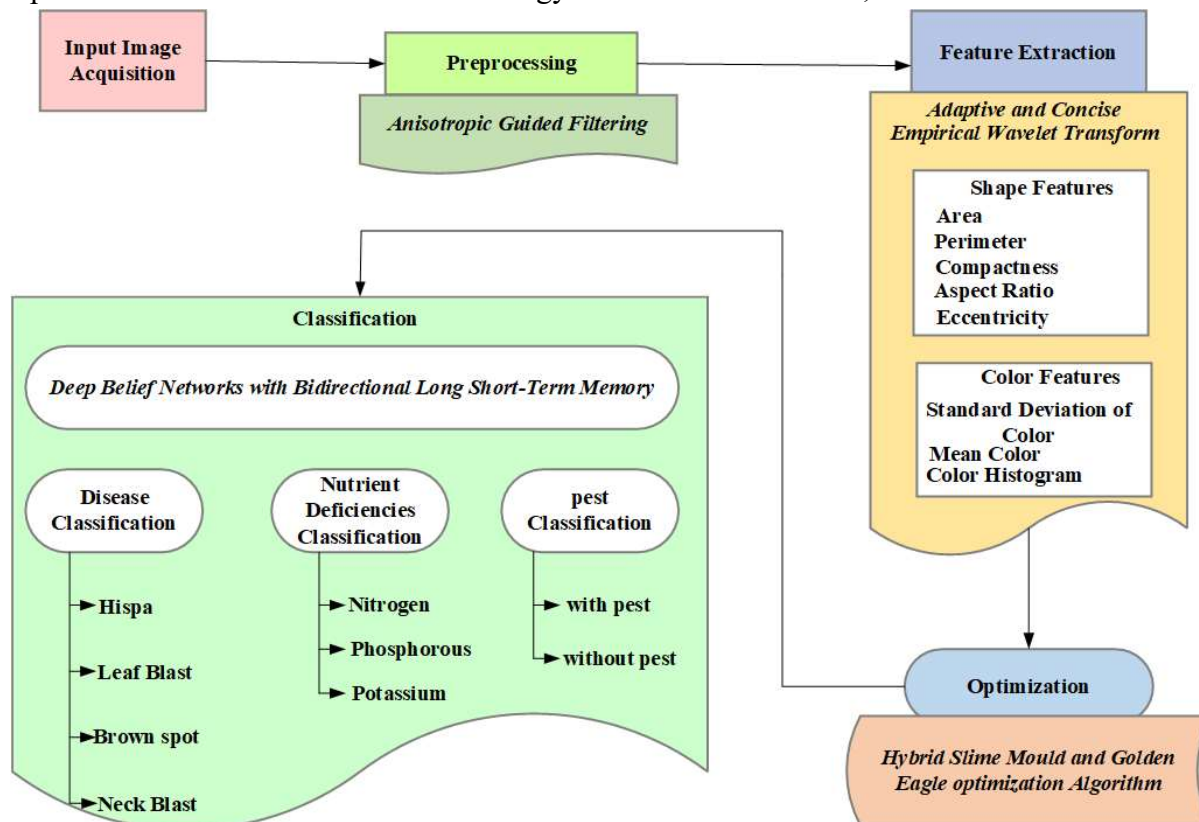 Input Image
Acquisition
Preprocessing
Anisotropic Guided Filtering
Feature Extraction
Adaptive and Concise
Empirical Wavelet Transform
Shape Features
Area
Perimeter
Compactness
Aspect Ratio
Eccentricity
Color Features
Standard Deviation of
Color
Mean Color
Color Histogram
Optimization
Hybrid Slime Mould and Golden
Eagle optimization Algorithm
Classification
Deep Belief Networks with Bidirectional Long Short-Term Memory
Disease
Classification
Hispa
Leaf Blast
Brown spot
Neck Blast
Nutrient
Deficiencies
Classification
Nitrogen
Phosphorous
Potassium
pest
Classification
with pest
without pest